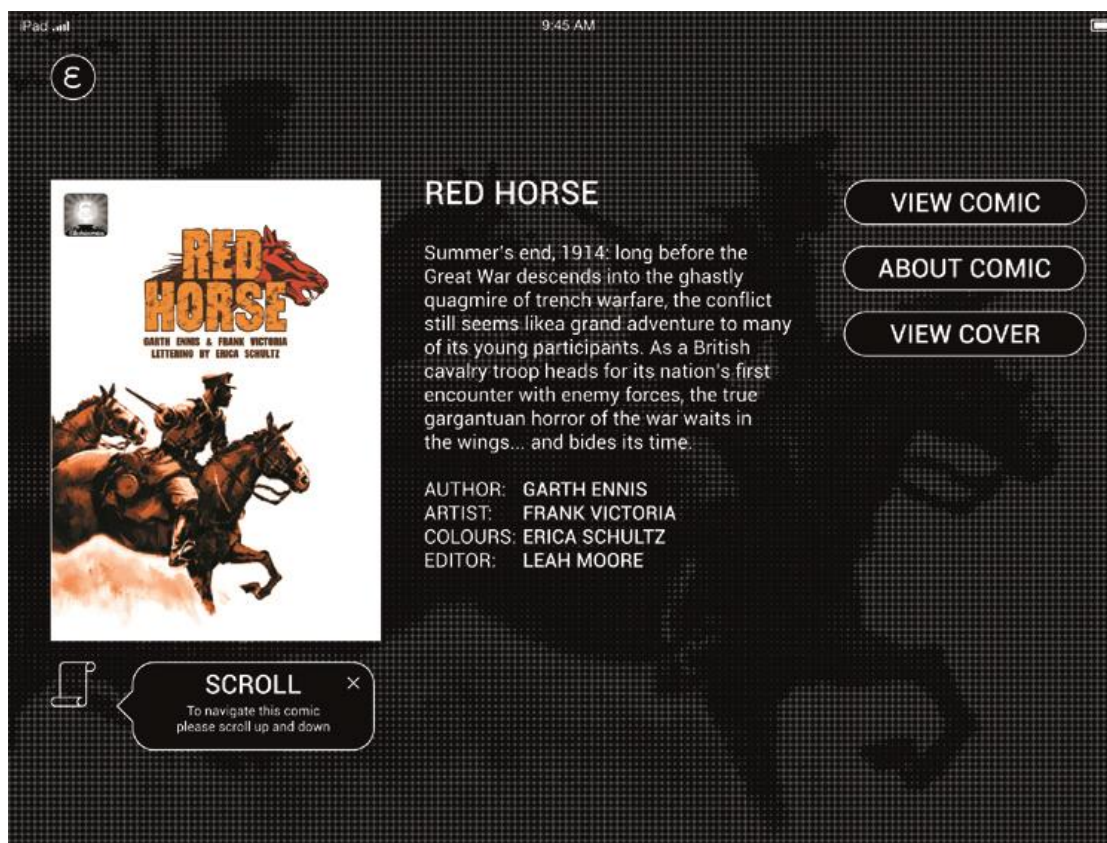 iPad
9:45 AM
ε
RED
HORSE
GARTH ENNIS & FRANK VICTORIA
LETTERING BY ERICA SCHULTZ
RED HORSE
Summer's end, 1914: long before the
Great War descends into the ghastly
quagmire of trench warfare, the conflict
still seems likea grand adventure to many
of its young participants. As a British
cavalry troop heads for its nation's first
encounter with enemy forces, the true
gargantuan horror of the war waits in
the wings... and bides its time.
AUTHOR: GARTH ENNIS
ARTIST: FRANK VICTORIA
COLOURS: ERICA SCHULTZ
EDITOR: LEAH MOORE
VIEW COMIC
ABOUT COMIC
VIEW COVER
SCROLL ×
To navigate this comic
please scroll up and down